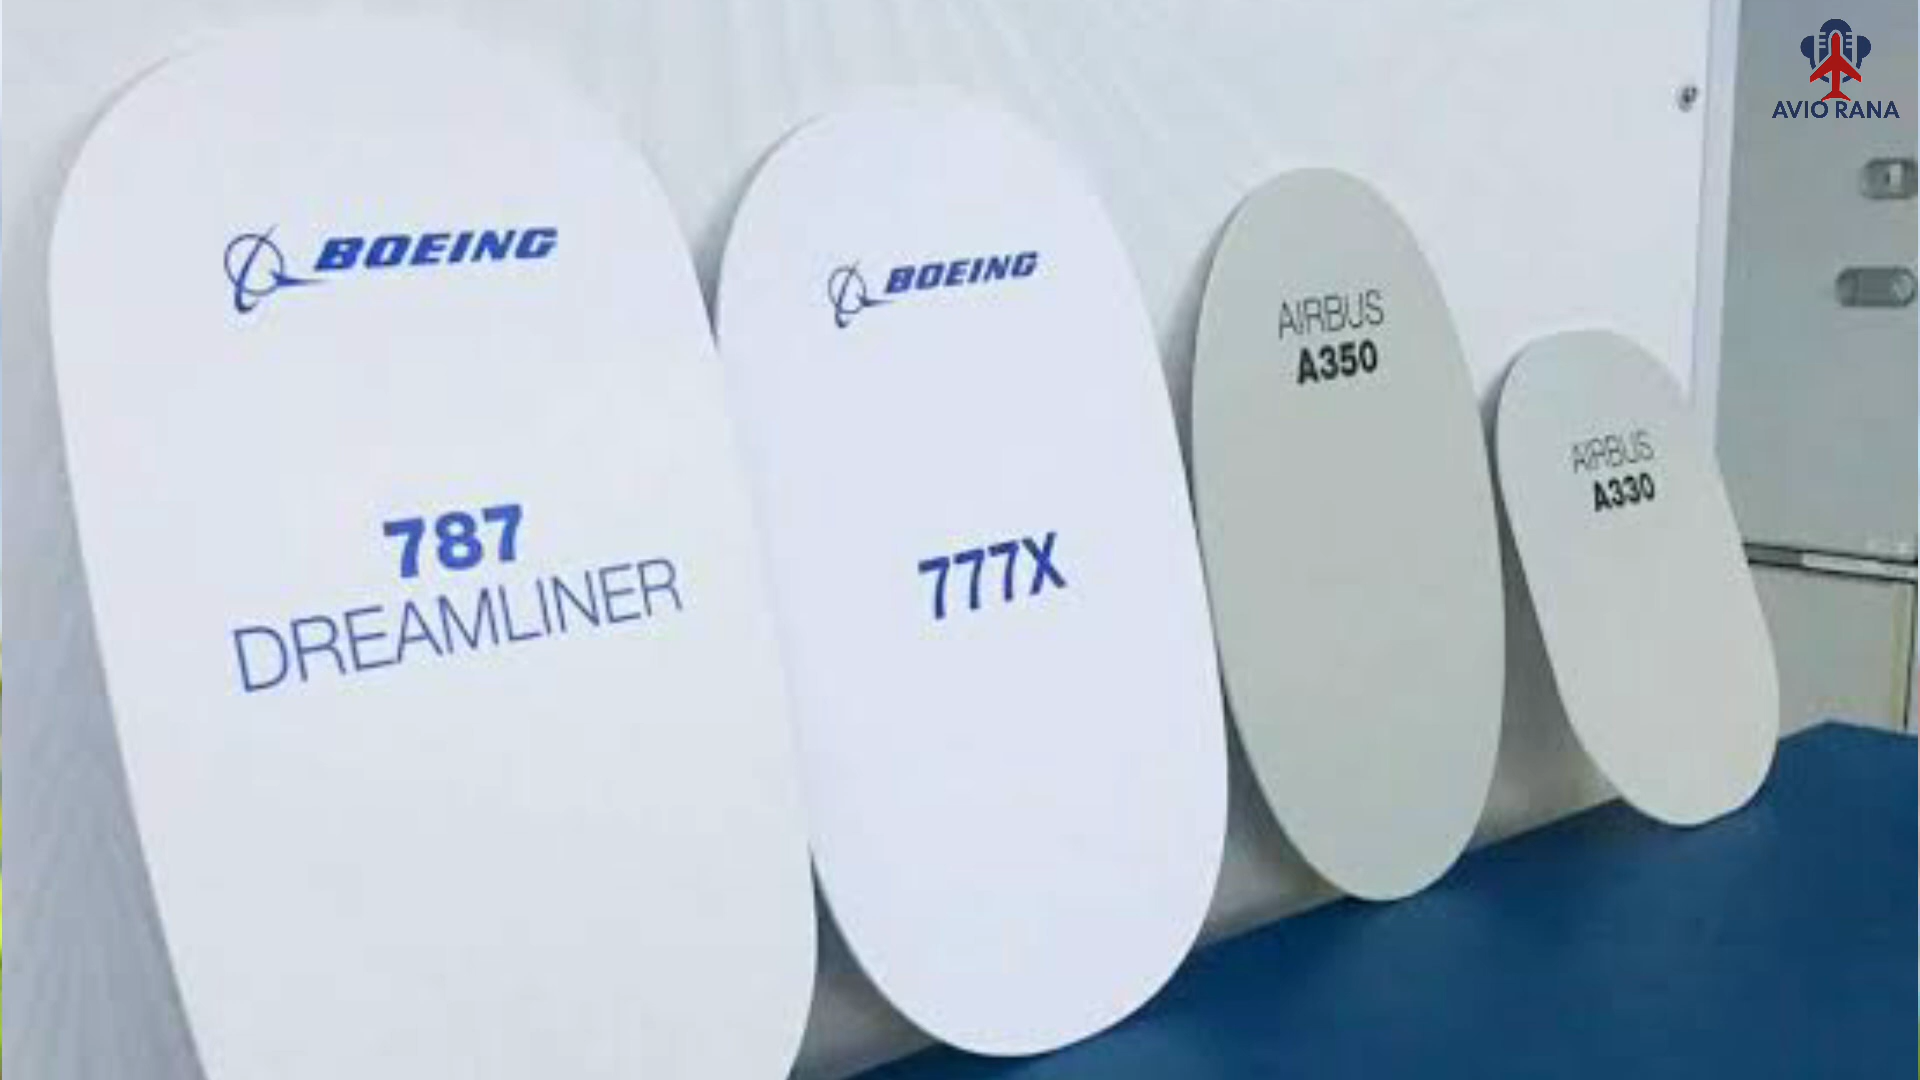 BOEING
787
DREAMLINER
BOEING
777X
AIRBUS
A350
AIRBUS
A330
AVIO RANA